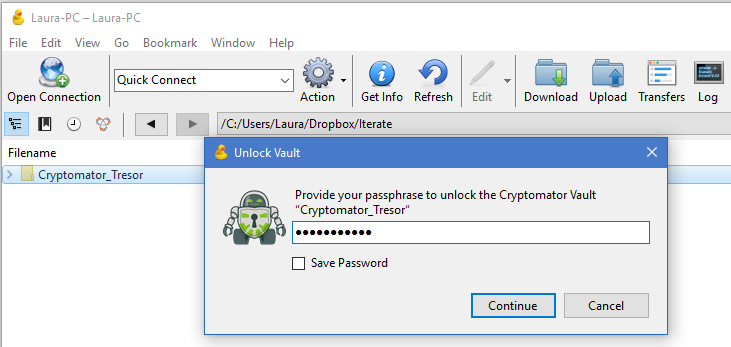 Laura-PC – Laura-PC
File Edit View Go Bookmark Window Help
Open Connection
Quick Connect
Action
Get Info
Refresh
Edit
Download
Upload
Transfers
Log
/C:/Users/Laura/Dropbox/Iterate
Filename
Cryptomator_Tresor
Unlock Vault
Provide your passphrase to unlock the Cryptomator Vault
"Cryptomator_Tresor"
●●●●●●●●●●●
Save Password
Continue Cancel